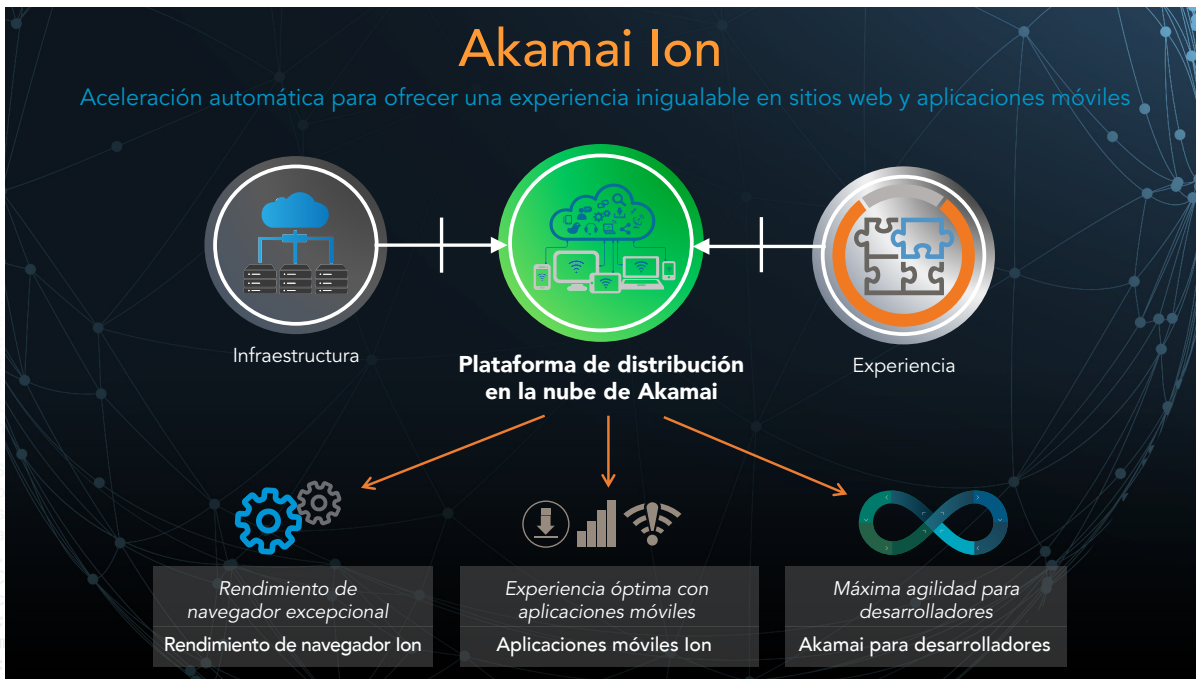 Akamai Ion
Aceleración automática para ofrecer una experiencia inigualable en sitios web y aplicaciones móviles
Infraestructura
Plataforma de distribución
en la nube de Akamai
Experiencia
Rendimiento de
navegador excepcional
Rendimiento de navegador Ion
Experiencia óptima con
aplicaciones móviles
Aplicaciones móviles Ion
Máxima agilidad para
desarrolladores
Akamai para desarrolladores